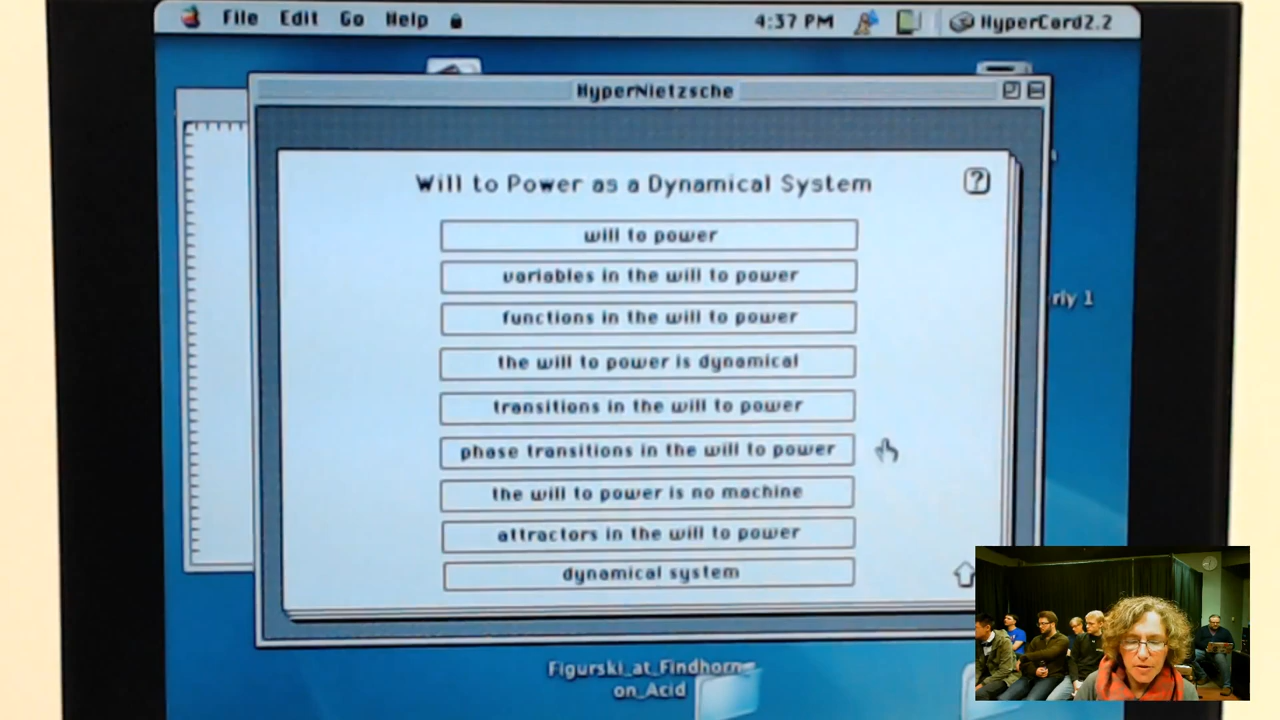 File Edit Go Help 4:37 PM HyperCard2.2
HyperNietzsche
Will to Power as a Dynamical System ?
will to power
variables in the will to power
functions in the will to power
the will to power is dynamical
rly 1
transitions in the will to power
phase transitions in the will to power
the will to power is no machine
attractors in the will to power
dynamical system
Figurski_at_Findhorn
on_Acid